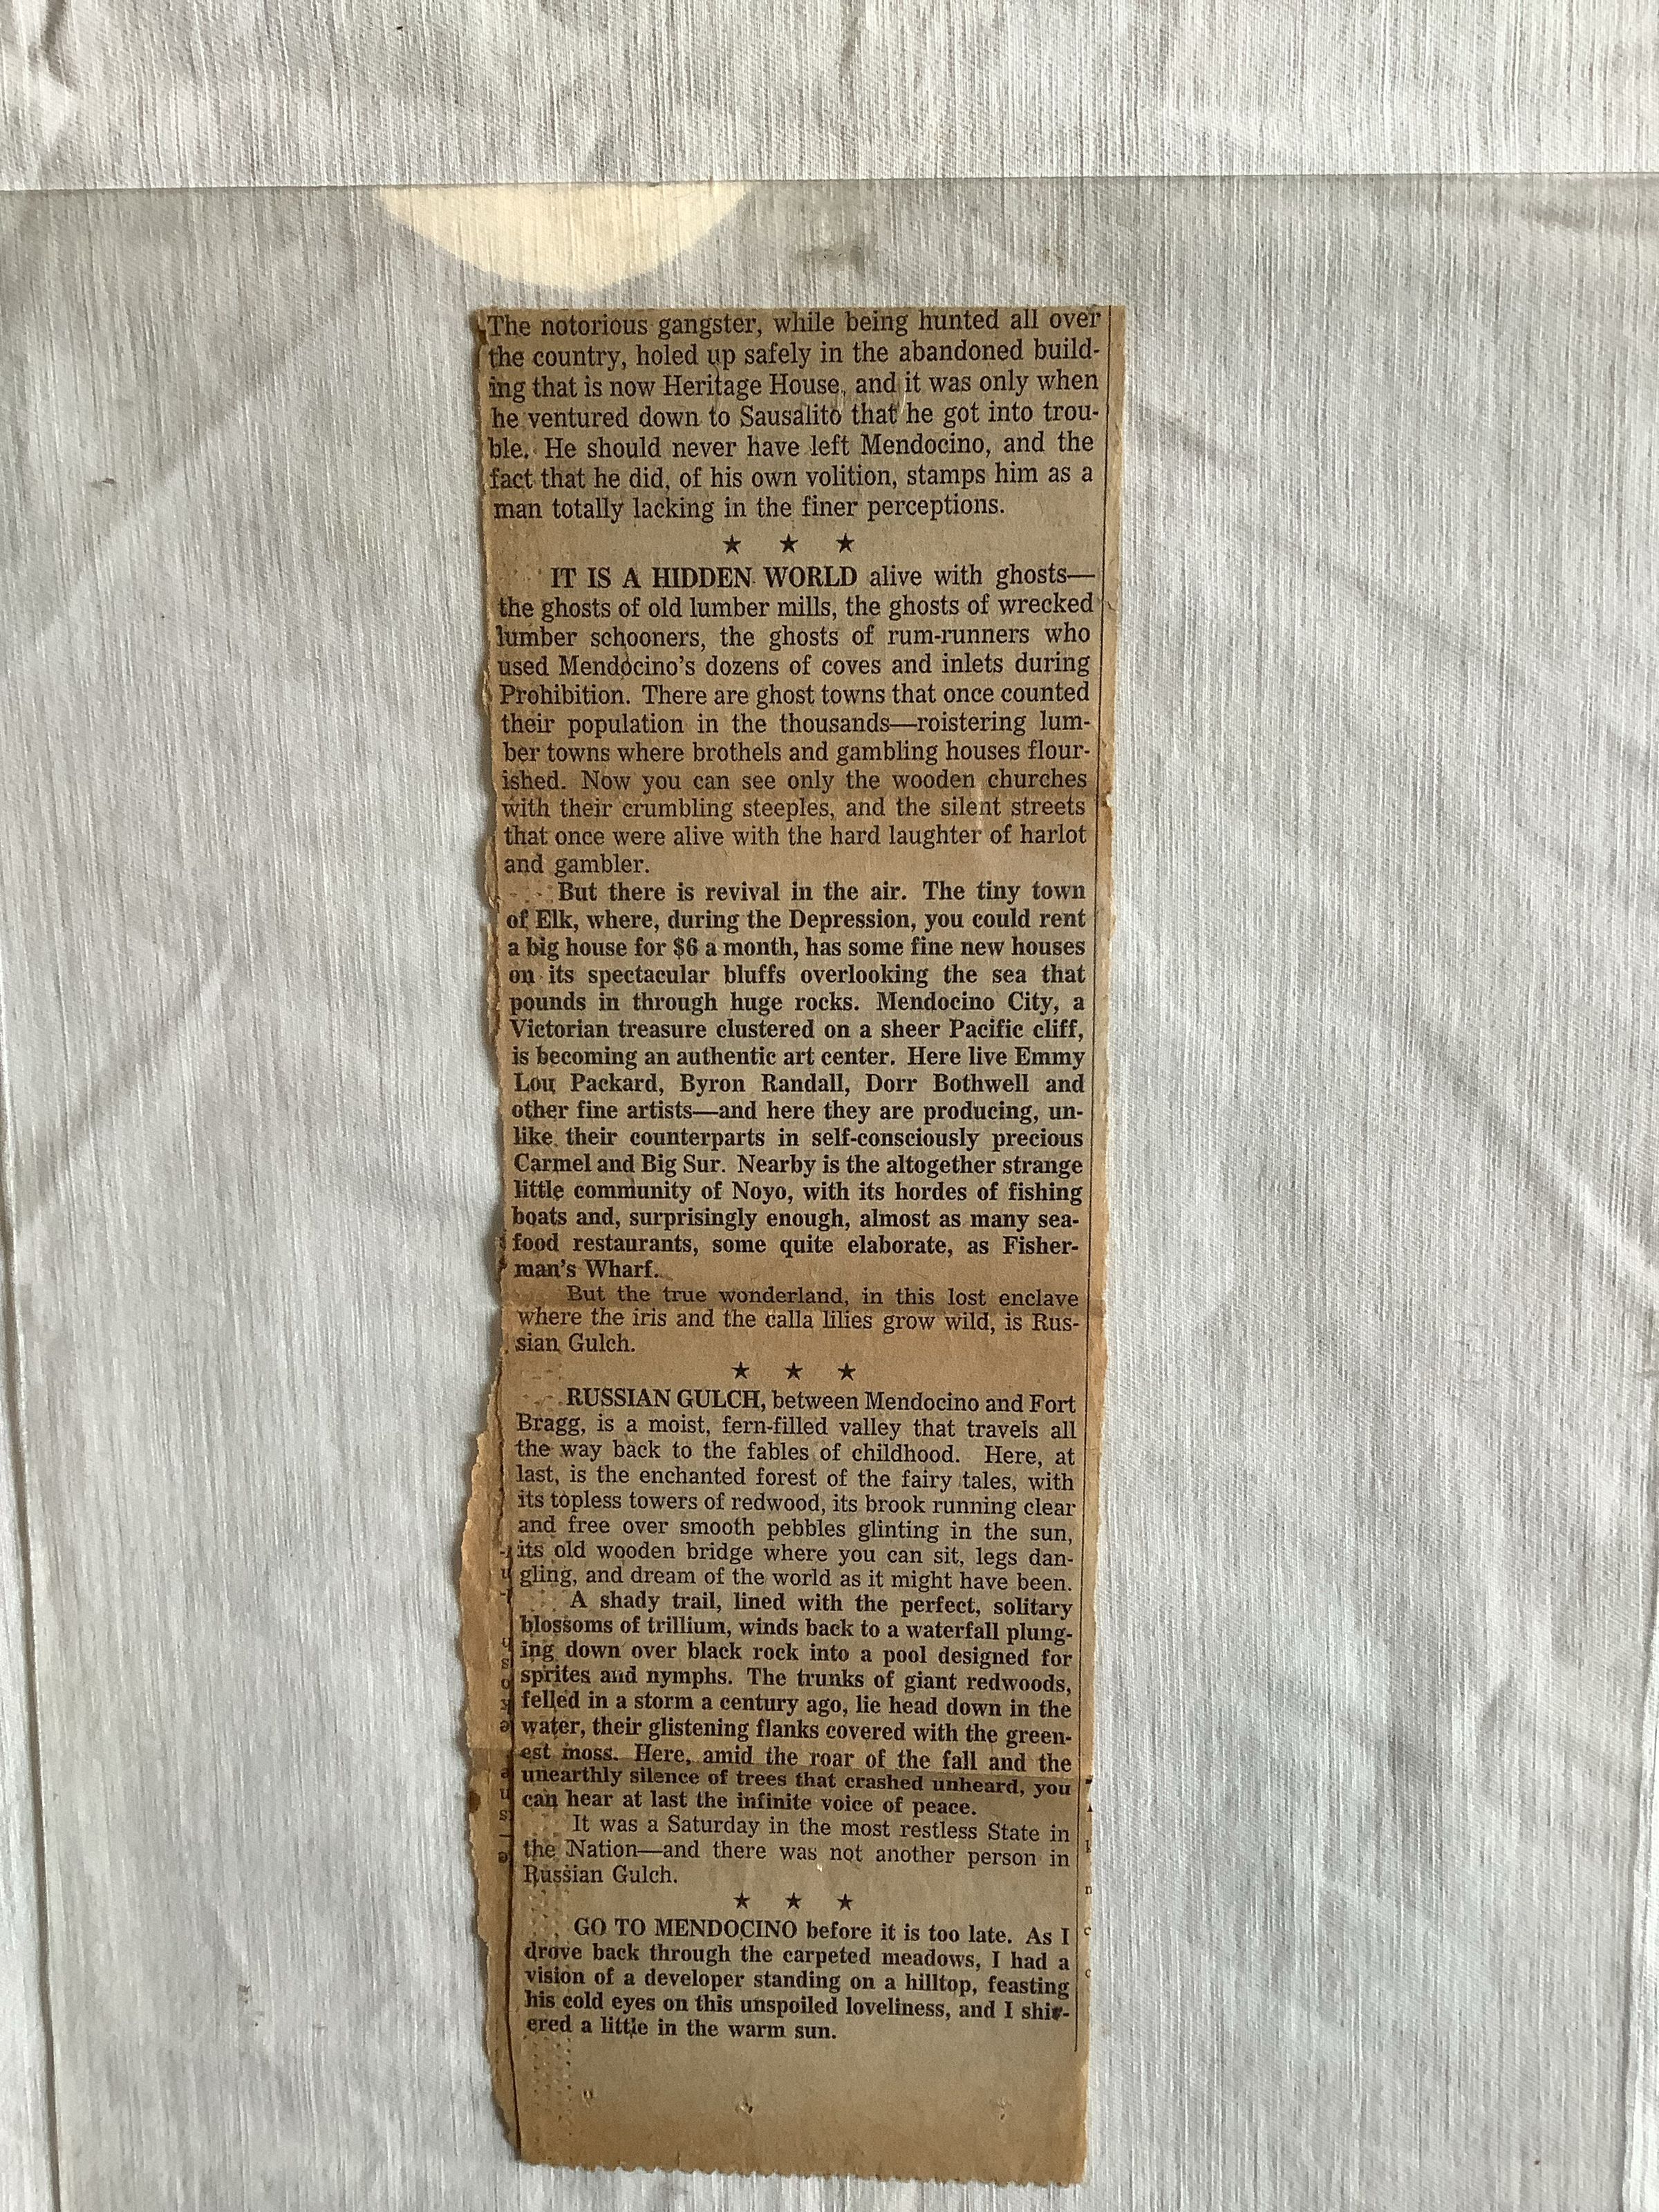 The notorious gangster, while being hunted all over
the country, holed up safely in the abandoned build-
ing that is now Heritage House, and it was only when
he ventured down to Sausalito that he got into trou-
ble. He should never have left Mendocino, and the
fact that he did, of his own volition, stamps him as a
man totally lacking in the finer perceptions.
★ ★ ★
IT IS A HIDDEN WORLD alive with ghosts—
the ghosts of old lumber mills, the ghosts of wrecked
lumber schooners, the ghosts of rum-runners who
used Mendocino's dozens of coves and inlets during
Prohibition. There are ghost towns that once counted
their population in the thousands—roistering lum-
ber towns where brothels and gambling houses flour-
ished. Now you can see only the wooden churches
with their crumbling steeples, and the silent streets
that once were alive with the hard laughter of harlot
and gambler.
But there is revival in the air. The tiny town
of Elk, where, during the Depression, you could rent
a big house for $6 a month, has some fine new houses
on its spectacular bluffs overlooking the sea that
pounds in through huge rocks. Mendocino City, a
Victorian treasure clustered on a sheer Pacific cliff,
is becoming an authentic art center. Here live Emmy
Lou Packard, Byron Randall, Dorr Bothwell and
other fine artists—and here they are producing, un-
like their counterparts in self-consciously precious
Carmel and Big Sur. Nearby is the altogether strange
little community of Noyo, with its hordes of fishing
boats and, surprisingly enough, almost as many sea-
food restaurants, some quite elaborate, as Fisher-
man's Wharf.
But the true wonderland, in this lost enclave
where the iris and the calla lilies grow wild, is Rus-
sian Gulch.
★ ★ ★
RUSSIAN GULCH, between Mendocino and Fort
Bragg, is a moist, fern-filled valley that travels all
the way back to the fables of childhood. Here, at
last, is the enchanted forest of the fairy tales, with
its topless towers of redwood, its brook running clear
and free over smooth pebbles glinting in the sun,
its old wooden bridge where you can sit, legs dan-
gling, and dream of the world as it might have been.
A shady trail, lined with the perfect, solitary
blossoms of trillium, winds back to a waterfall plung-
ing down over black rock into a pool designed for
sprites and nymphs. The trunks of giant redwoods,
felled in a storm a century ago, lie head down in the
water, their glistening flanks covered with the green-
est moss. Here, amid the roar of the fall and the
unearthly silence of trees that crashed unheard, you
can hear at last the infinite voice of peace.
It was a Saturday in the most restless State in
the Nation—and there was not another person in
Russian Gulch.
★ ★ ★
GO TO MENDOCINO before it is too late. As I
drove back through the carpeted meadows, I had a
vision of a developer standing on a hilltop, feasting
his cold eyes on this unspoiled loveliness, and I shiv-
ered a little in the warm sun.